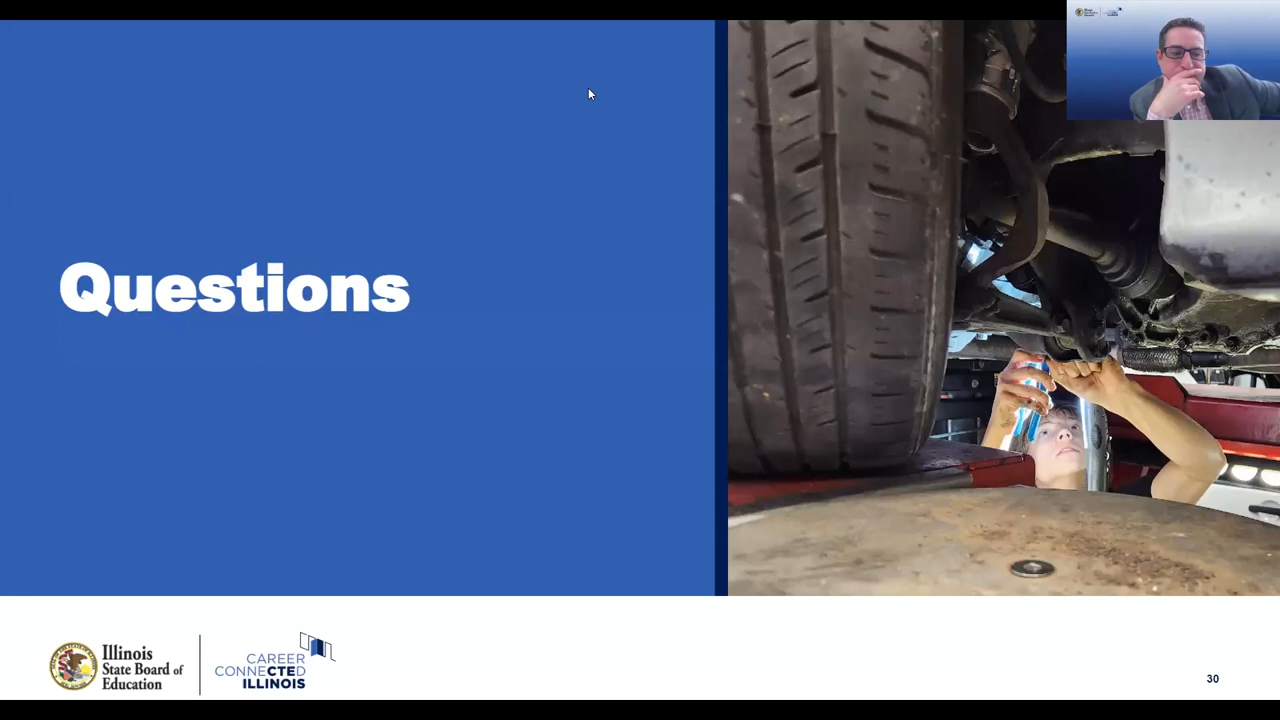 Questions
Illinois
State Board of
Education
CAREER
CONNECTED
ILLINOIS
30